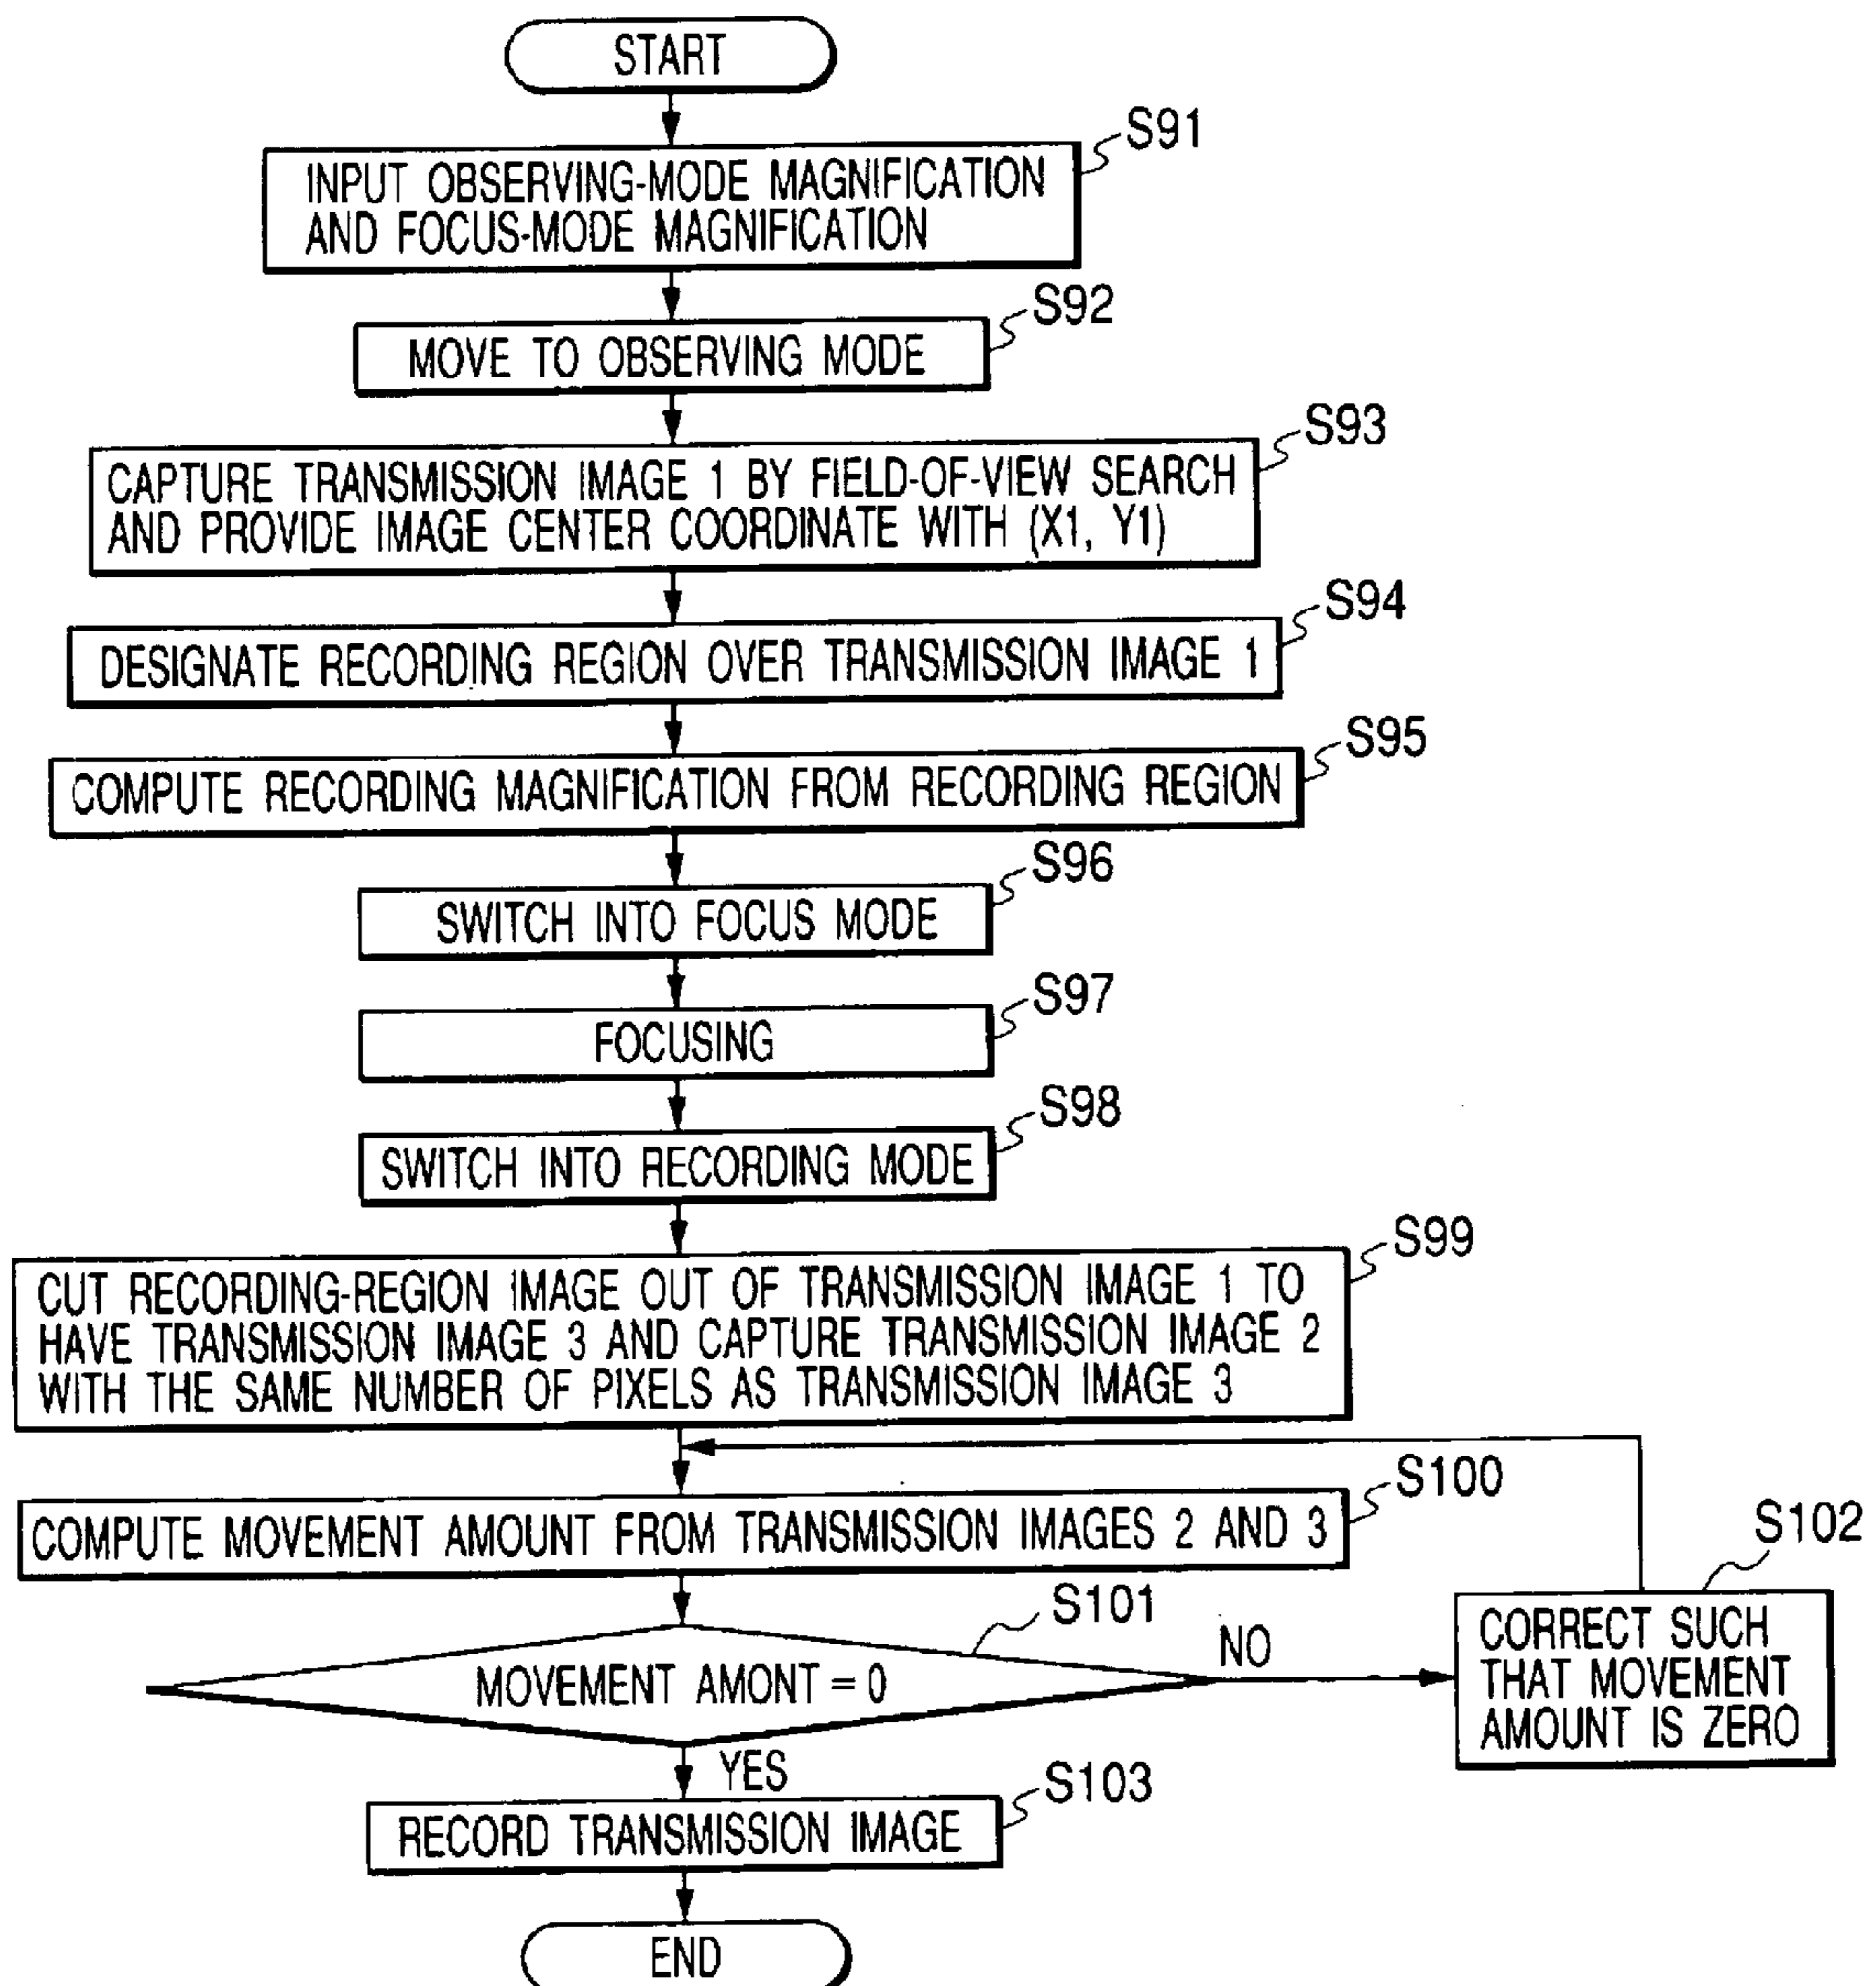 START
S91
INPUT OBSERVING-MODE MAGNIFICATION
AND FOCUS-MODE MAGNIFICATION
S92
MOVE TO OBSERVING MODE
S93
CAPTURE TRANSMISSION IMAGE 1 BY FIELD-OF-VIEW SEARCH
AND PROVIDE IMAGE CENTER COORDINATE WITH (X1, Y1)
S94
DESIGNATE RECORDING REGION OVER TRANSMISSION IMAGE 1
S95
COMPUTE RECORDING MAGNIFICATION FROM RECORDING REGION
S96
SWITCH INTO FOCUS MODE
S97
FOCUSING
S98
SWITCH INTO RECORDING MODE
S99
CUT RECORDING-REGION IMAGE OUT OF TRANSMISSION IMAGE 1 TO
HAVE TRANSMISSION IMAGE 3 AND CAPTURE TRANSMISSION IMAGE 2
WITH THE SAME NUMBER OF PIXELS AS TRANSMISSION IMAGE 3
S100
COMPUTE MOVEMENT AMOUNT FROM TRANSMISSION IMAGES 2 AND 3
S101
MOVEMENT AMONT = 0
NO
S102
CORRECT SUCH
THAT MOVEMENT
AMOUNT IS ZERO
YES
S103
RECORD TRANSMISSION IMAGE
END